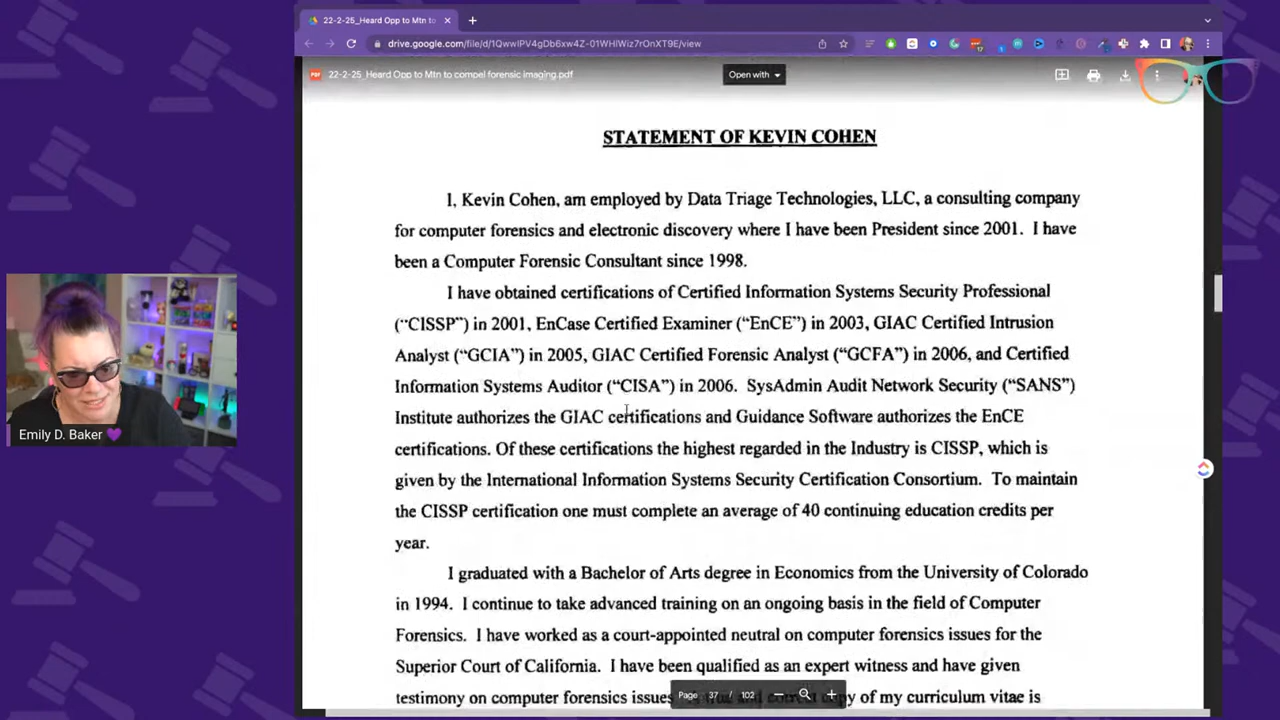 22-2-25_Heard Opp to Mtn to
drive.google.com/file/d/1QwwIPV4gDb6xw4Z-01WHlWiz7rOnXT9E/view
22-2-25_Heard Opp to Mtn to compel forensic imaging.pdf
Open with
STATEMENT OF KEVIN COHEN
I, Kevin Cohen, am employed by Data Triage Technologies, LLC, a consulting company
for computer forensics and electronic discovery where I have been President since 2001. I have
been a Computer Forensic Consultant since 1998.
I have obtained certifications of Certified Information Systems Security Professional
("CISSP") in 2001, EnCase Certified Examiner ("EnCE") in 2003, GIAC Certified Intrusion
Analyst ("GCIA") in 2005, GIAC Certified Forensic Analyst ("GCFA") in 2006, and Certified
Information Systems Auditor ("CISA") in 2006. SysAdmin Audit Network Security ("SANS")
Institute authorizes the GIAC certifications and Guidance Software authorizes the EnCE
certifications. Of these certifications the highest regarded in the Industry is CISSP, which is
given by the International Information Systems Security Certification Consortium. To maintain
the CISSP certification one must complete an average of 40 continuing education credits per
year.
I graduated with a Bachelor of Arts degree in Economics from the University of Colorado
in 1994. I continue to take advanced training on an ongoing basis in the field of Computer
Forensics. I have worked as a court-appointed neutral on computer forensics issues for the
Superior Court of California. I have been qualified as an expert witness and have given
testimony on computer forensics issues copy of my curriculum vitae is
Page 37 / 102
Emily D. Baker